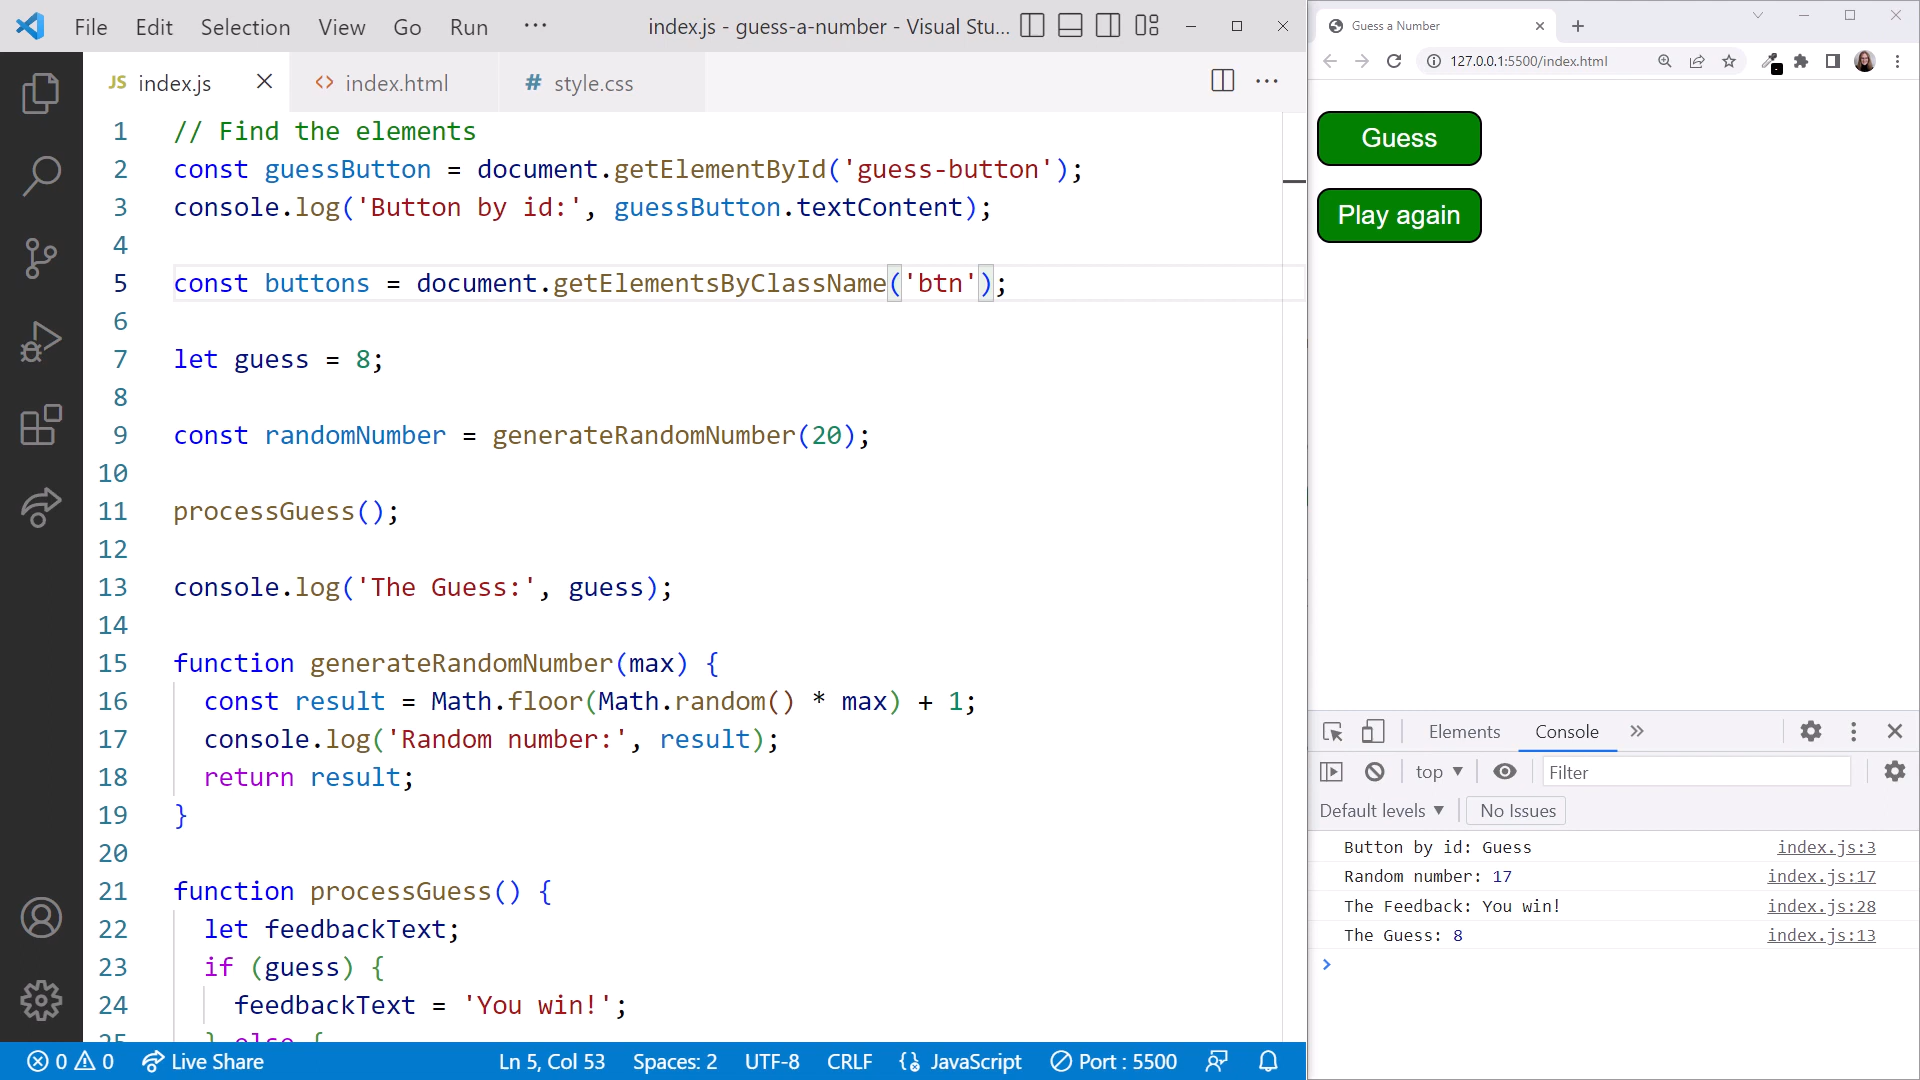 File Edit Selection View Go Run ··· index.js - guess-a-number - Visual Stu...
JS index.js index.html # style.css
1 // Find the elements
2 const guessButton = document.getElementById('guess-button');
3 console.log('Button by id:', guessButton.textContent);
4
5 const buttons = document.getElementsByClassName('btn');
6
7 let guess = 8;
8
9 const randomNumber = generateRandomNumber(20);
10
11 processGuess();
12
13 console.log('The Guess:', guess);
14
15 function generateRandomNumber(max) {
16 const result = Math.floor(Math.random() * max) + 1;
17 console.log('Random number:', result);
18 return result;
19 }
20
21 function processGuess() {
22 let feedbackText;
23 if (guess) {
24 feedbackText = 'You win!';
25 } else {
0 0 Live Share Ln 5, Col 53 Spaces: 2 UTF-8 CRLF JavaScript Port : 5500
Guess a Number
127.0.0.1:5500/index.html
Guess
Play again
Elements Console
top Filter
Default levels No Issues
Button by id: Guess index.js:3
Random number: 17 index.js:17
The Feedback: You win! index.js:28
The Guess: 8 index.js:13